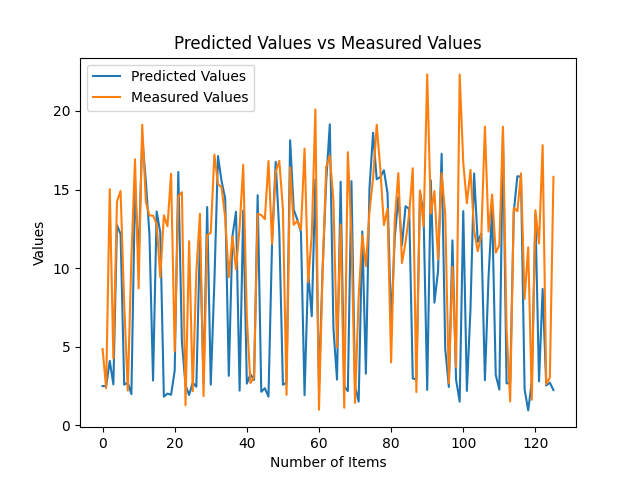 Predicted Values vs Measured Values
Predicted Values
Measured Values
20
15
10
5
0
Values
0 20 40 60 80 100 120
Number of Items